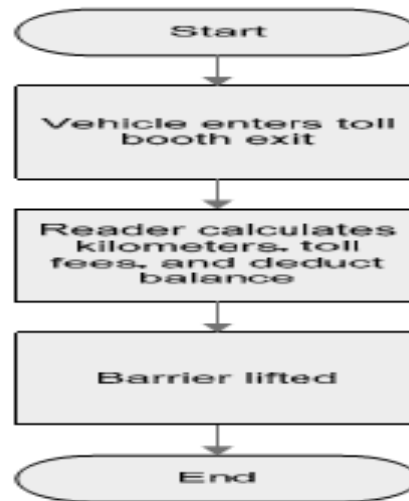 Start
Vehicle enters toll
booth exit
Reader calculates
kilometers, toll
fees, and deduct
balance
Barrier lifted
End